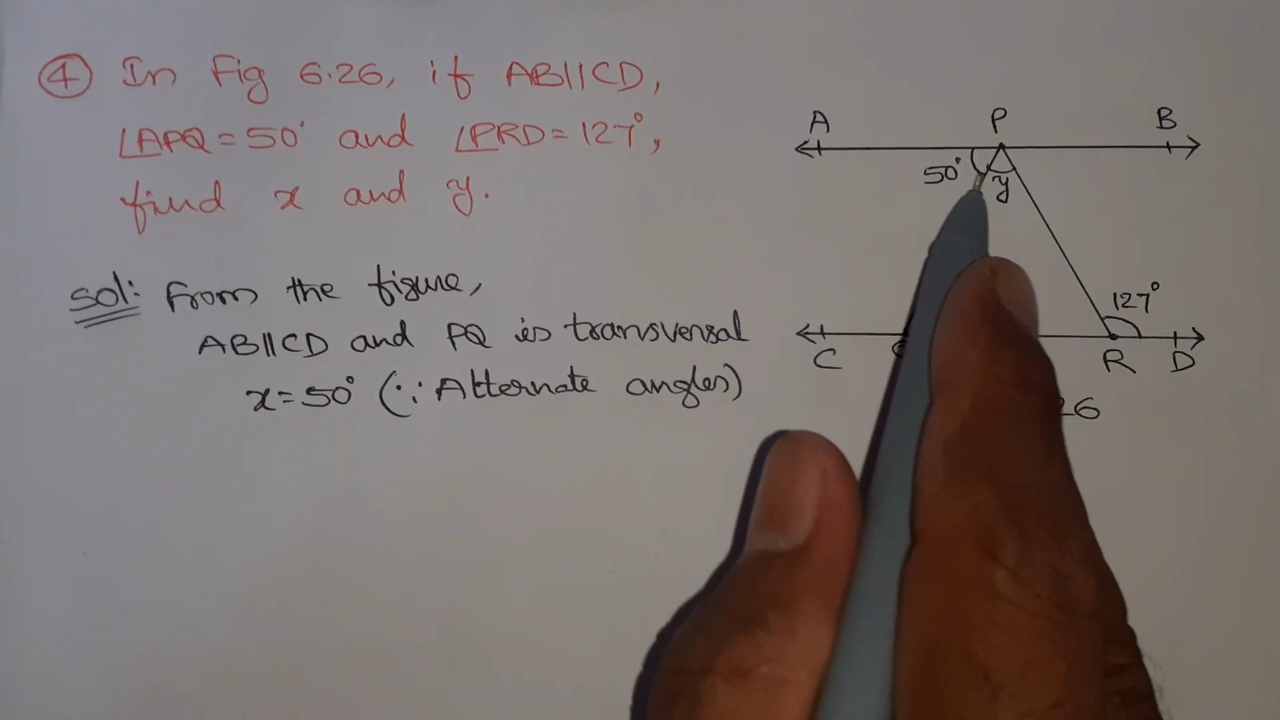 ④ In Fig 6.26, if AB||CD,
∠APQ = 50° and ∠PRD = 127°,
find x and y.
Sol: From the figure,
AB||CD and PQ is transversal
x = 50° (∵ Alternate angles)
A P B
50° y
127°
C R D
26